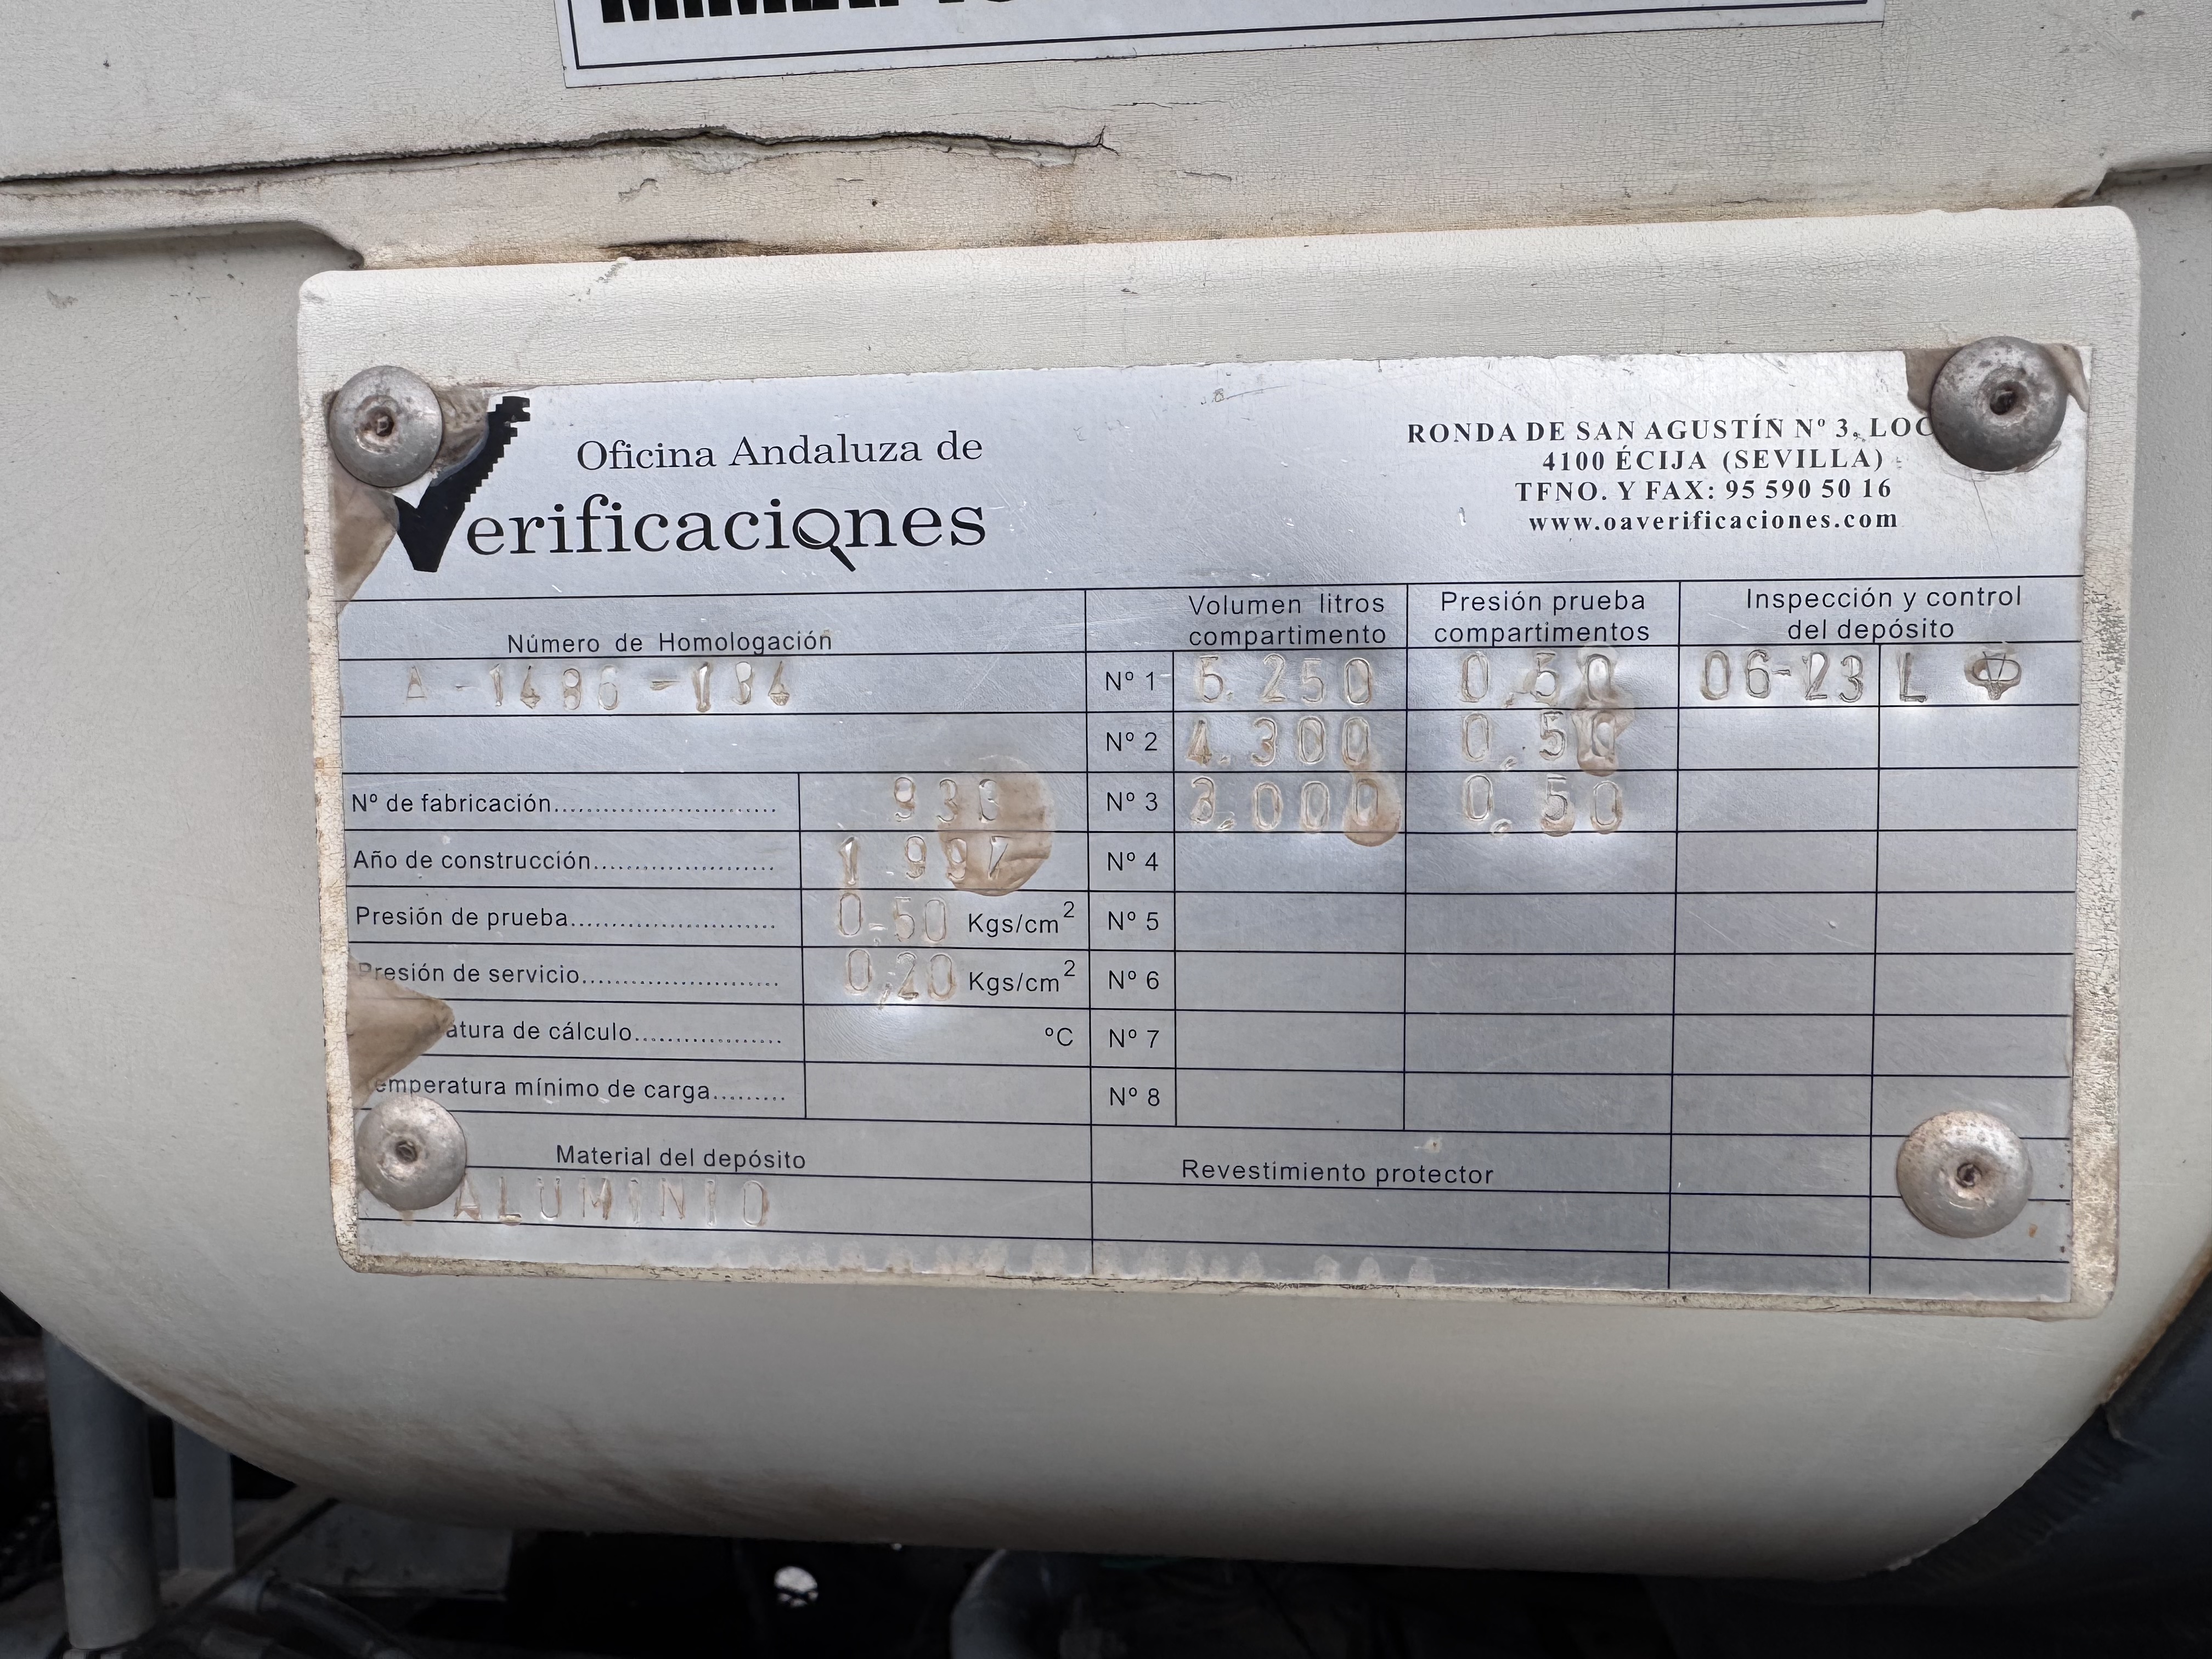 Oficina Andaluza de
Verificaciones
RONDA DE SAN AGUSTÍN Nº 3, LOC
4100 ÉCIJA (SEVILLA)
TFNO. Y FAX: 95 590 50 16
www.oaverificaciones.com
Número de Homologación
Volumen litros compartimento
Presión prueba compartimentos
Inspección y control del depósito
Nº 1 0,50 06-23 L
Nº 2 4.300 0,50
Nº de fabricación
Nº 3 3.000 0,50
Año de construcción 1997
Nº 4
Presión de prueba 0,50 Kgs/cm²
Nº 5
Presión de servicio 0,20 Kgs/cm²
Nº 6
atura de cálculo ºC
Nº 7
emperatura mínimo de carga
Nº 8
Material del depósito
Revestimiento protector
ALUMINIO